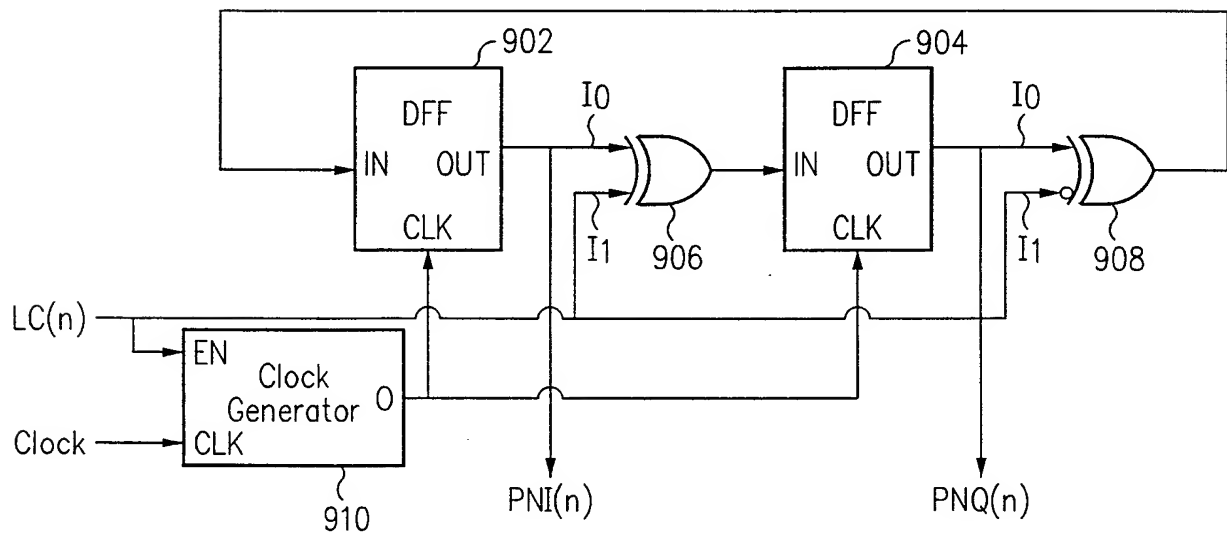 902
904
DFF
IN
OUT
CLK
I0
I1
906
DFF
IN
OUT
CLK
I0
I1
908
LC(n)
EN
Clock
Generator
O
Clock
CLK
910
PNI(n)
PNQ(n)